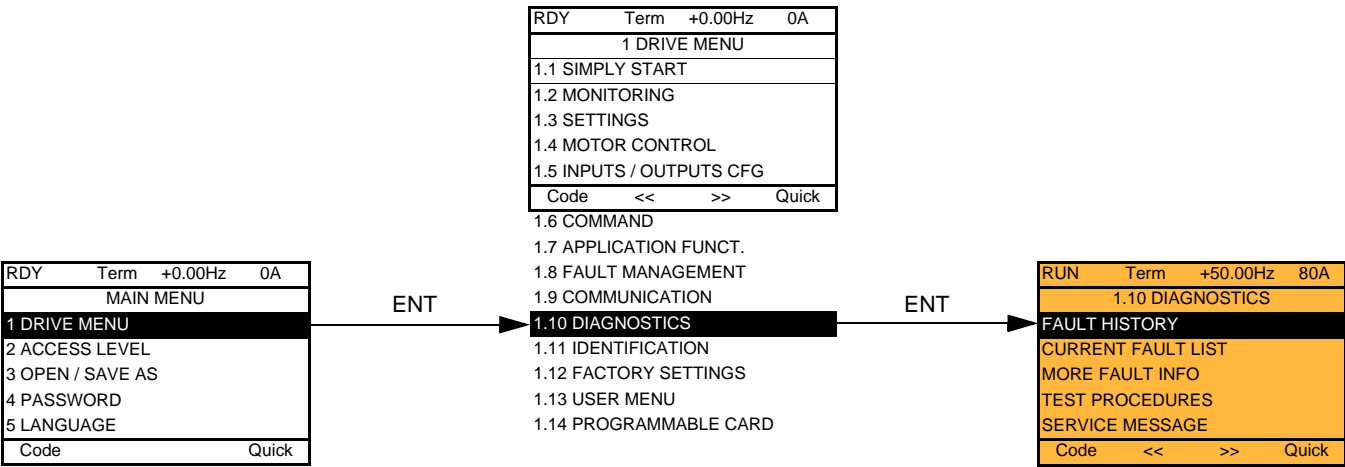 RDY Term +0.00Hz 0A
MAIN MENU
1 DRIVE MENU
2 ACCESS LEVEL
3 OPEN / SAVE AS
4 PASSWORD
5 LANGUAGE
Code Quick
ENT
RDY Term +0.00Hz 0A
1 DRIVE MENU
1.1 SIMPLY START
1.2 MONITORING
1.3 SETTINGS
1.4 MOTOR CONTROL
1.5 INPUTS / OUTPUTS CFG
Code << >> Quick
1.6 COMMAND
1.7 APPLICATION FUNCT.
1.8 FAULT MANAGEMENT
1.9 COMMUNICATION
1.10 DIAGNOSTICS
1.11 IDENTIFICATION
1.12 FACTORY SETTINGS
1.13 USER MENU
1.14 PROGRAMMABLE CARD
ENT
RUN Term +50.00Hz 80A
1.10 DIAGNOSTICS
FAULT HISTORY
CURRENT FAULT LIST
MORE FAULT INFO
TEST PROCEDURES
SERVICE MESSAGE
Code << >> Quick